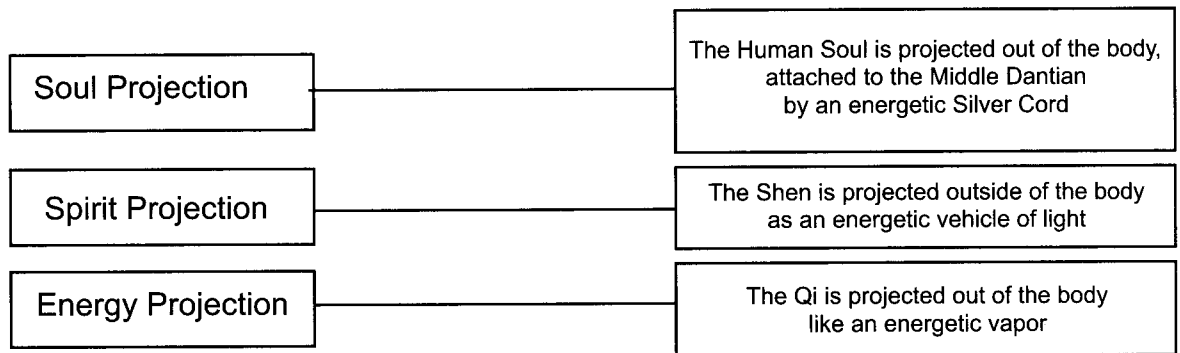 Soul Projection
The Human Soul is projected out of the body,
attached to the Middle Dantian
by an energetic Silver Cord
Spirit Projection
The Shen is projected outside of the body
as an energetic vehicle of light
Energy Projection
The Qi is projected out of the body
like an energetic vapor